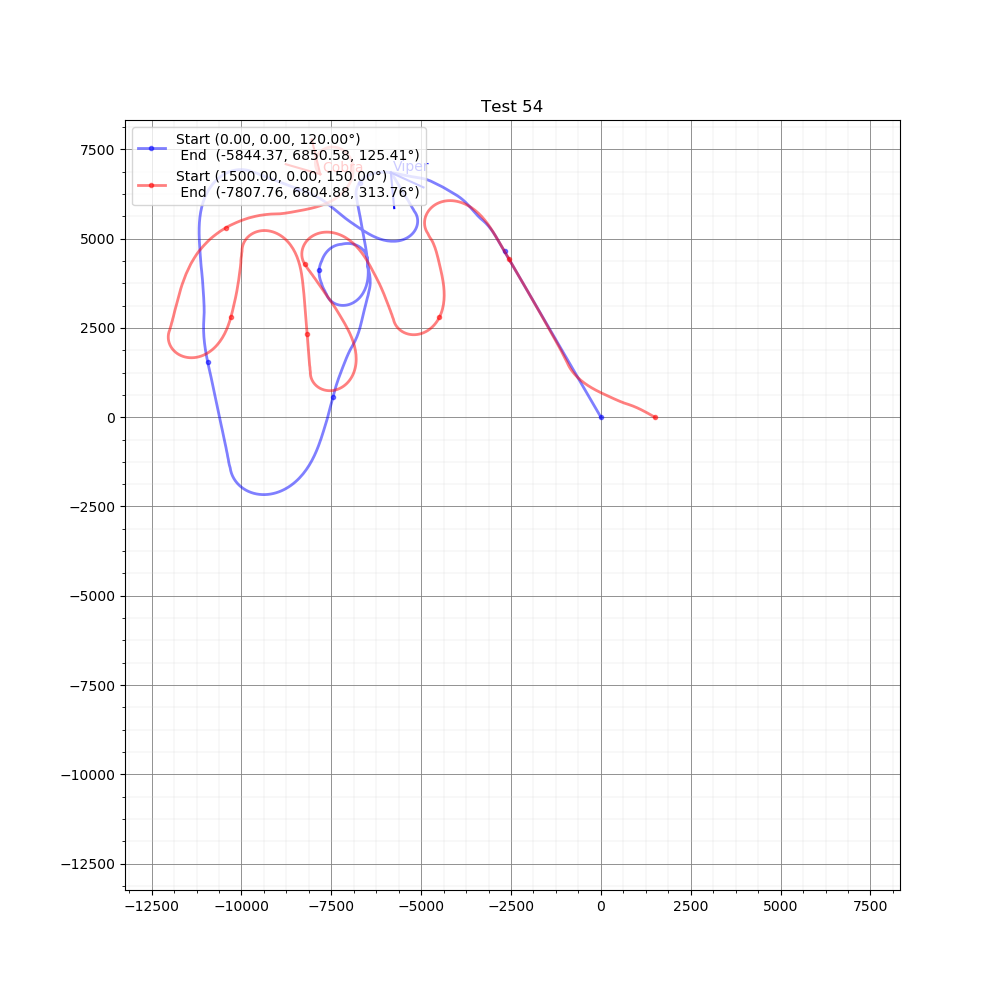 Test 54
Start (0.00, 0.00, 120.00°)
End (-5844.37, 6850.58, 125.41°)
Start (1500.00, 0.00, 150.00°)
End (-7807.76, 6804.88, 313.76°)
Cobra
Viper
7500
5000
2500
0
−2500
−5000
−7500
−10000
−12500
−12500 −10000 −7500 −5000 −2500 0 2500 5000 7500